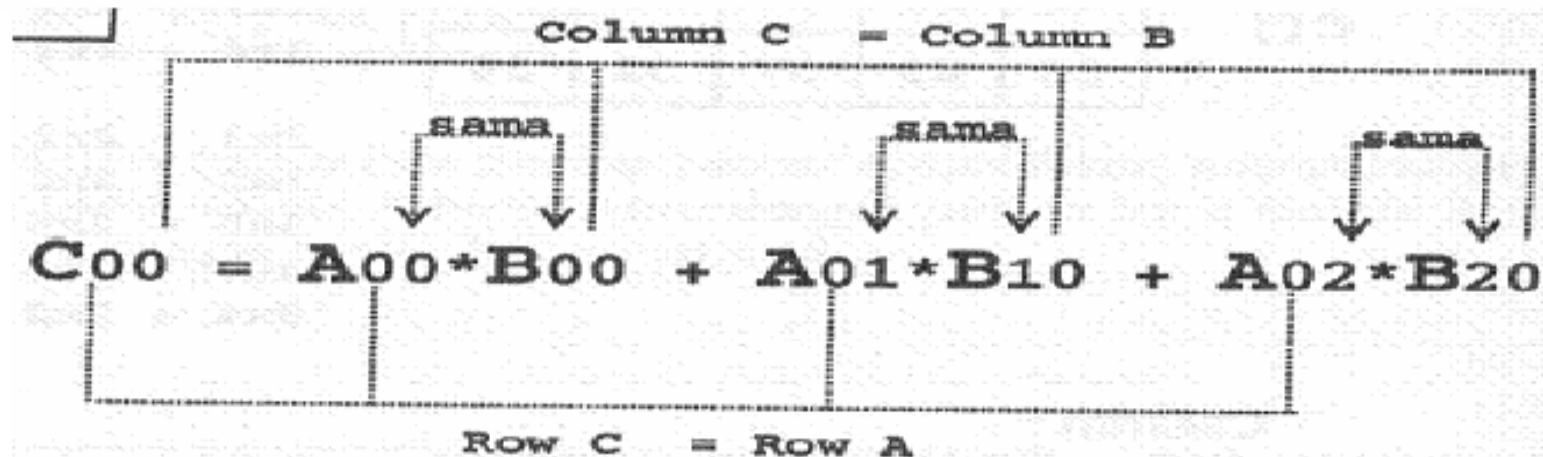 Column C = Column B
sama sama sama
C00 = A00*B00 + A01*B10 + A02*B20
Row C = Row A